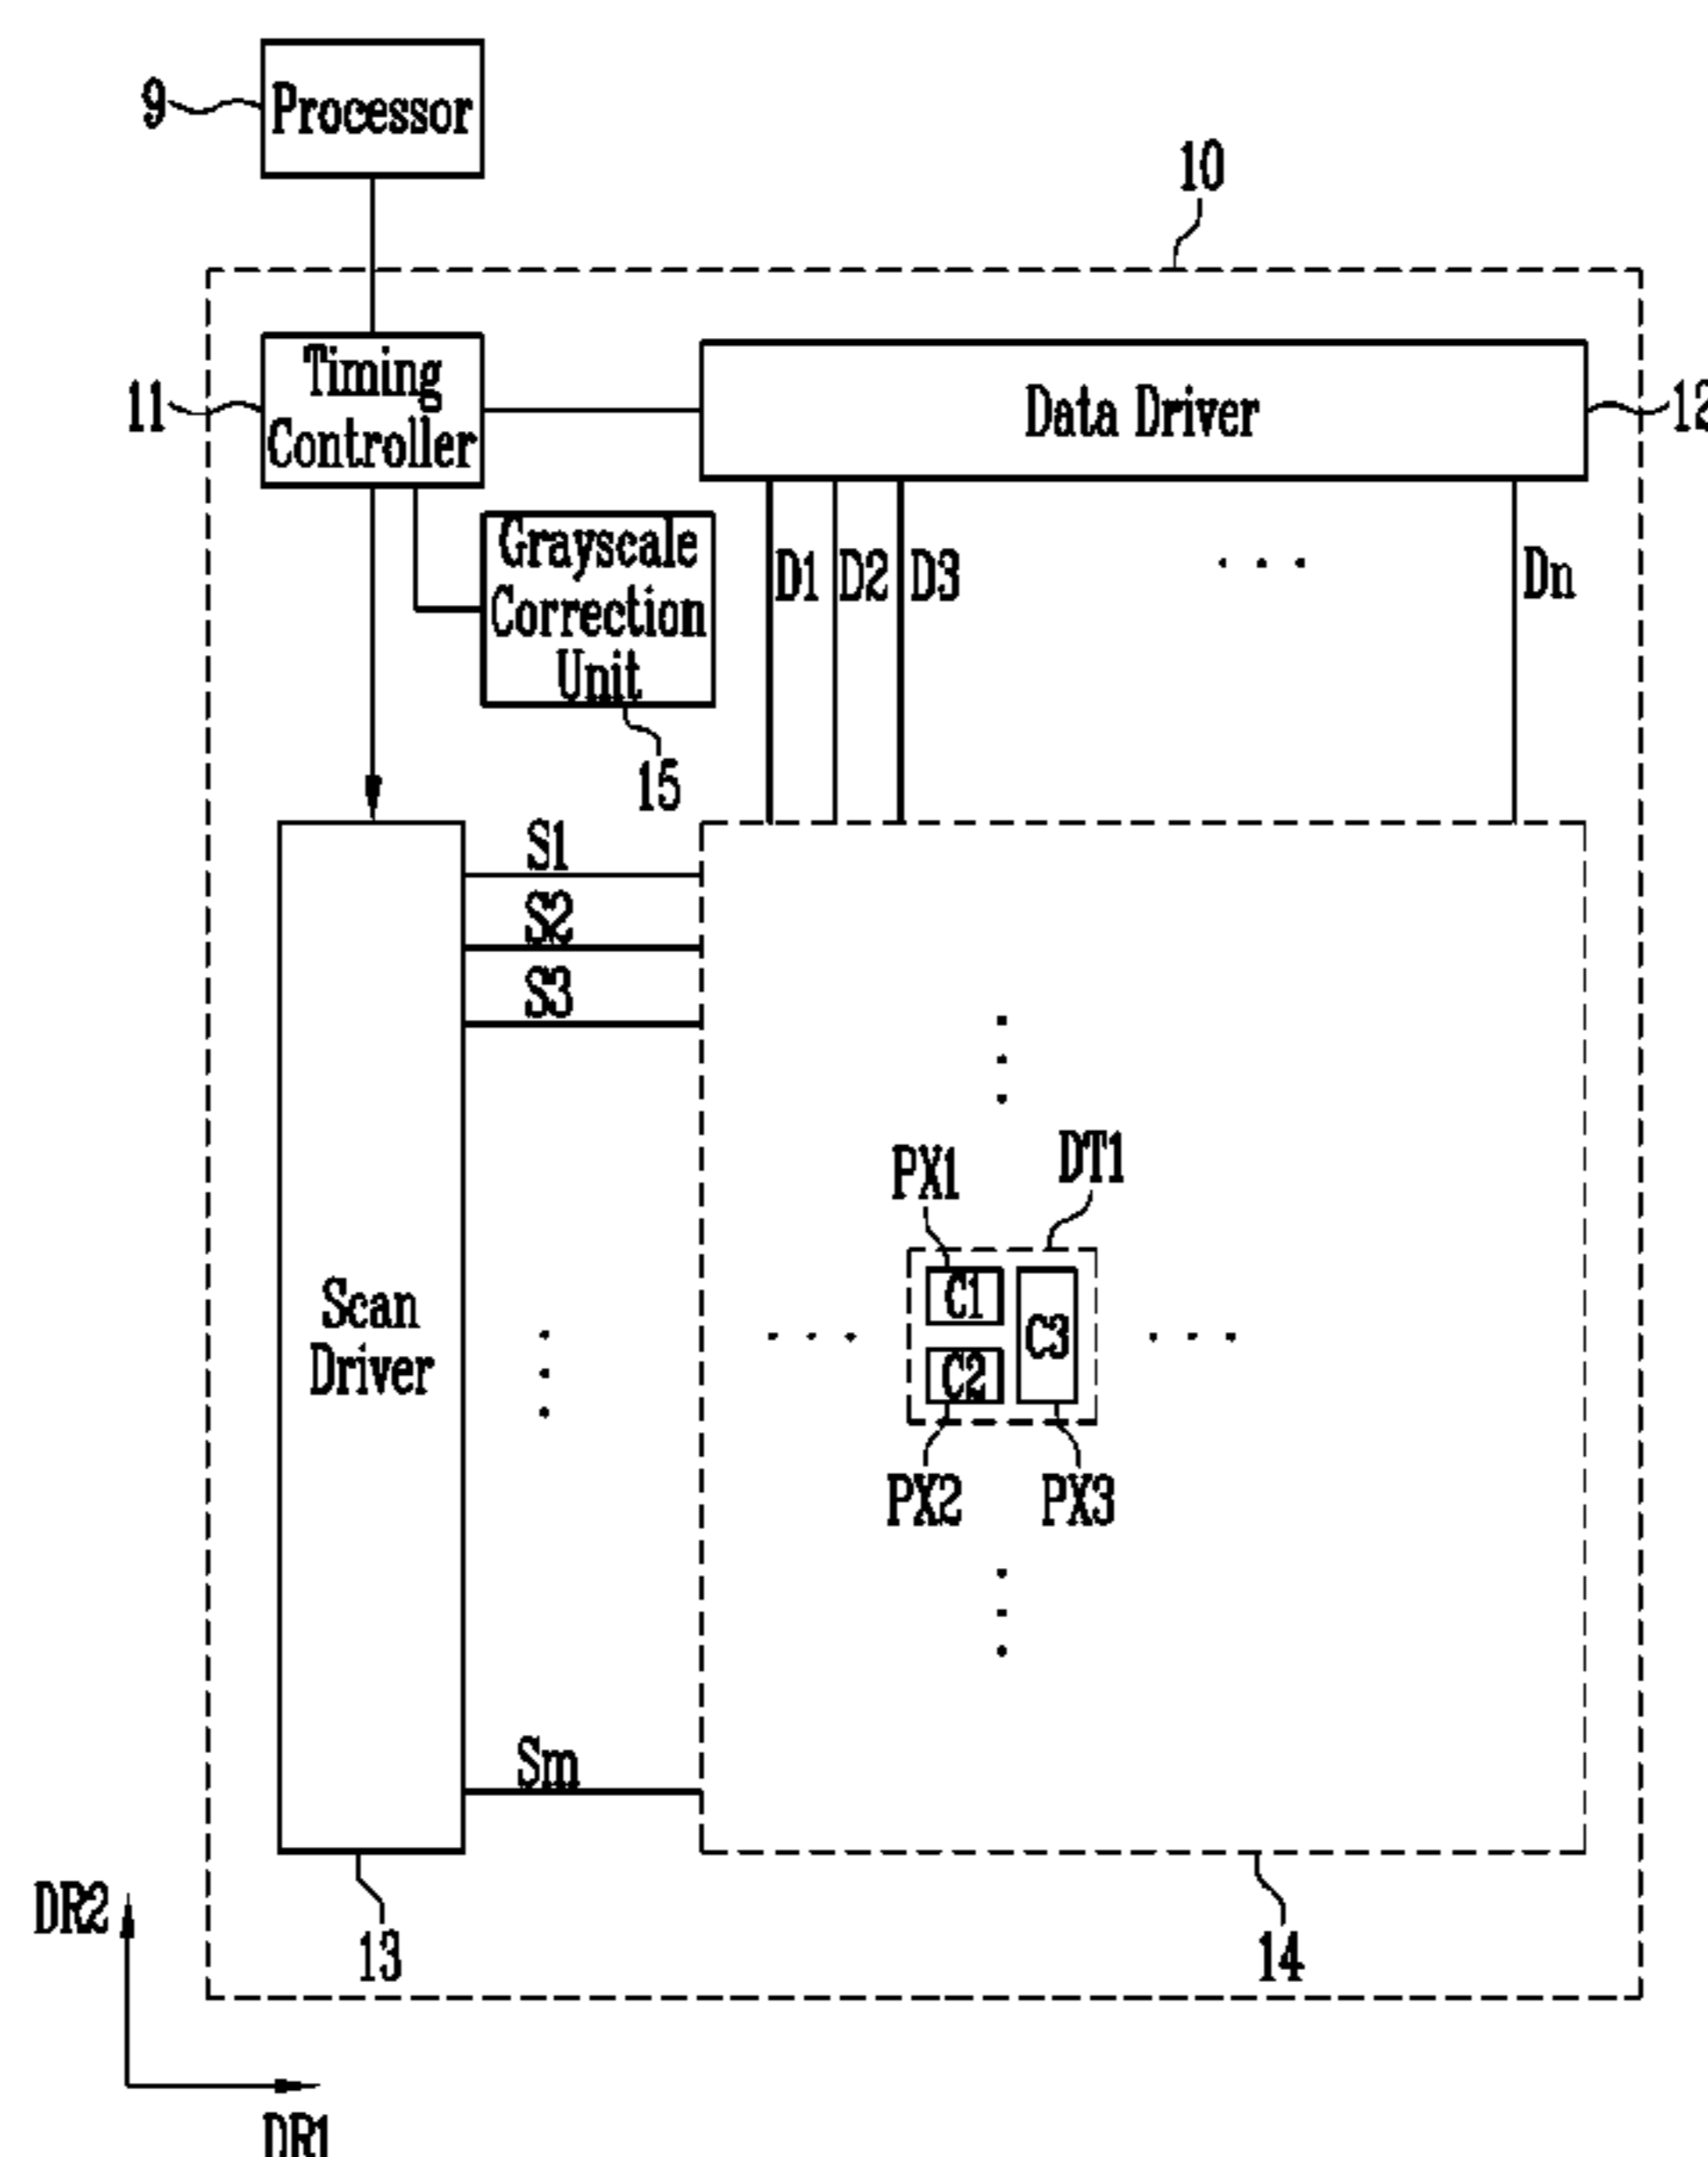 9
Processor
10
11
Timing
Controller
Data Driver
12
Grayscale
Correction
Unit
15
D1
D2
D3
Dn
S1
S2
S3
Scan
Driver
PX1
DT1
C1
C2
C3
PX2
PX3
Sm
13
14
DR2
DR1